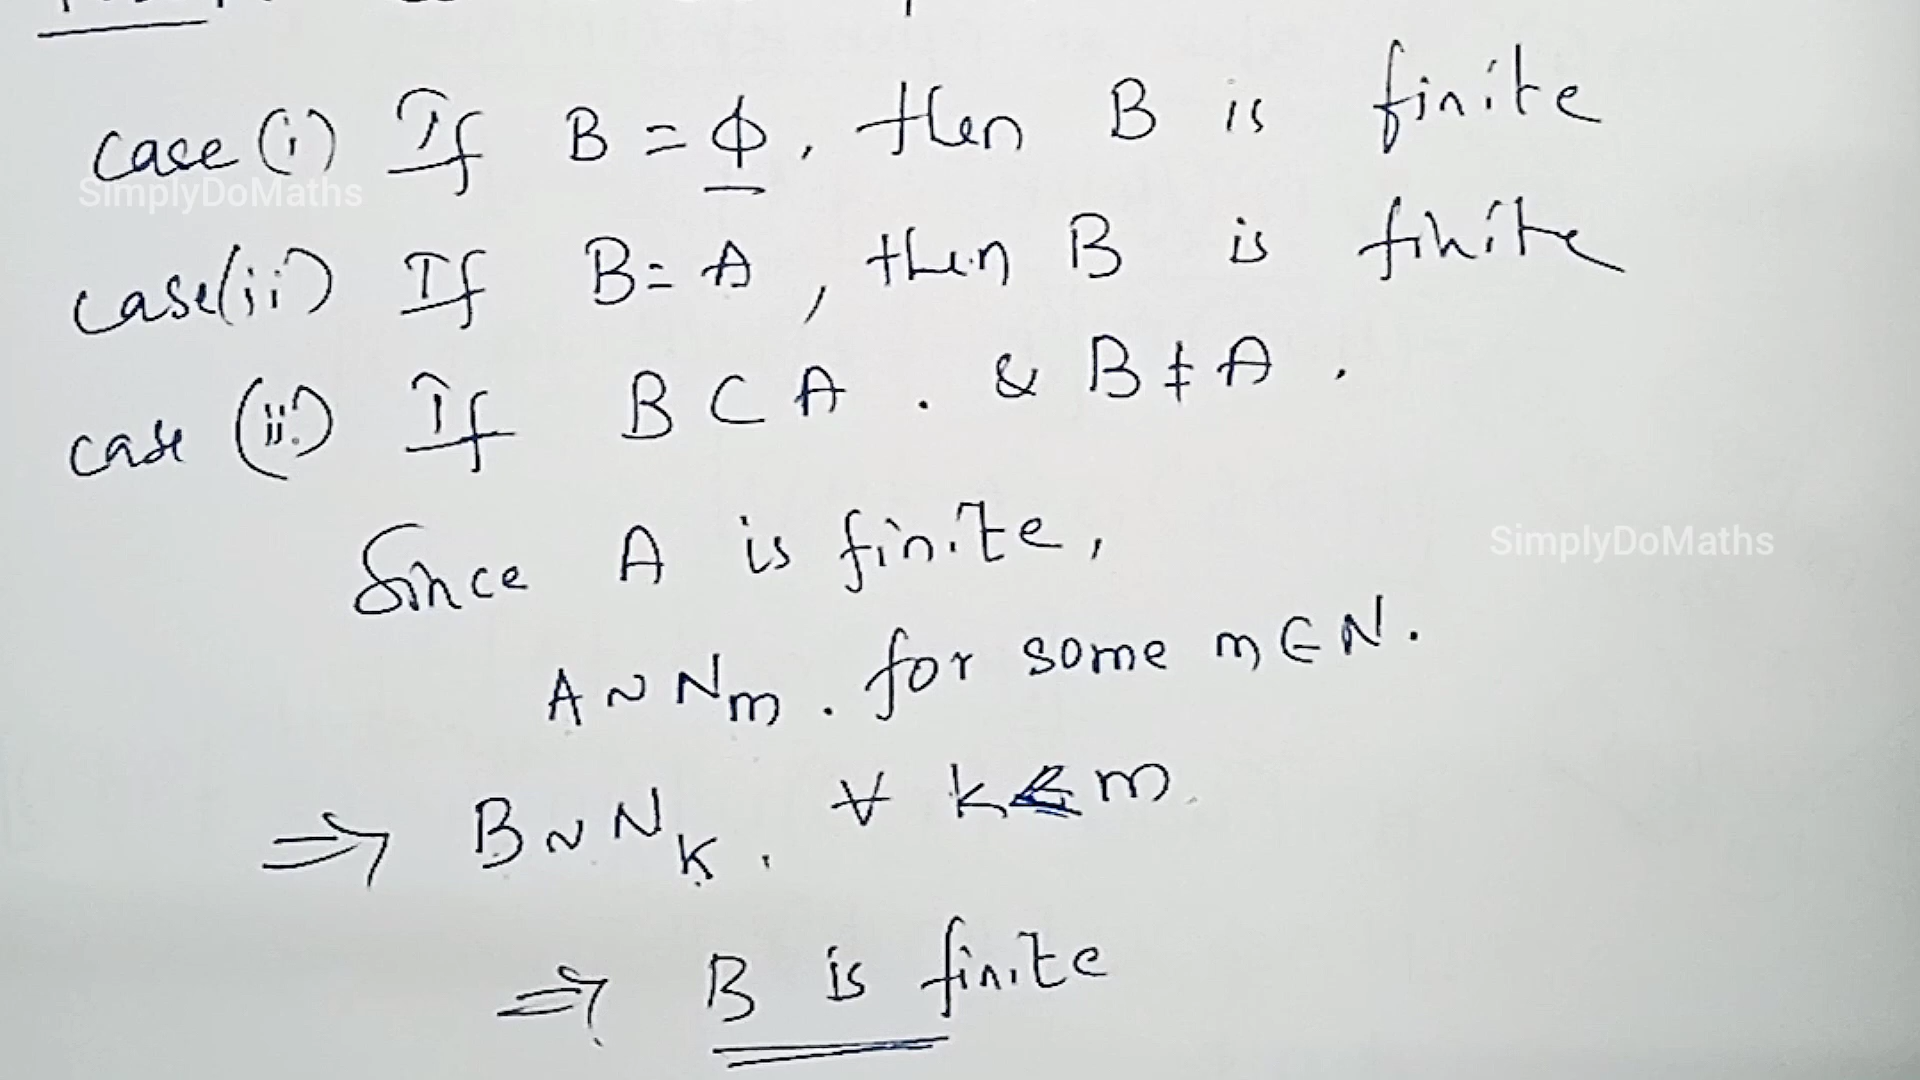 case (i) If B = ϕ, then B is finite
SimplyDoMaths
case (ii) If B = A, then B is finite
case (iii) If B ⊂ A . & B ≠ A .
Since A is finite,
SimplyDoMaths
A ~ Nm . for some m ∈ N.
⇒ B ~ Nk . ∀ k < m
⇒ B is finite